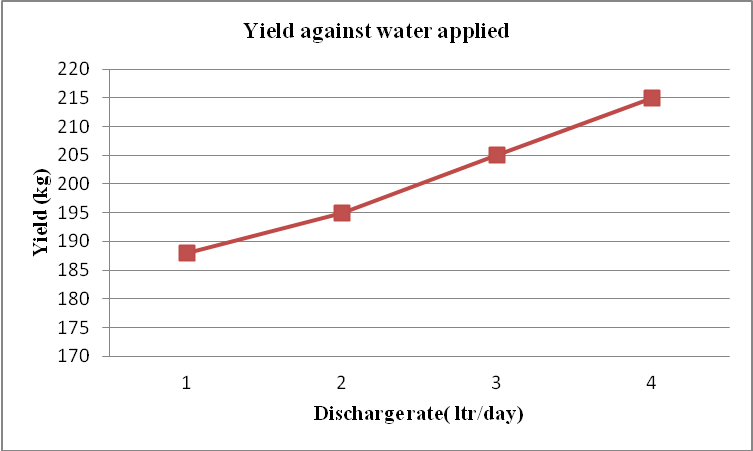 Yield against water applied
220
215
210
205
200
195
190
185
180
175
170
Yield (kg)
1 2 3 4
Dischargerate( ltr/day)